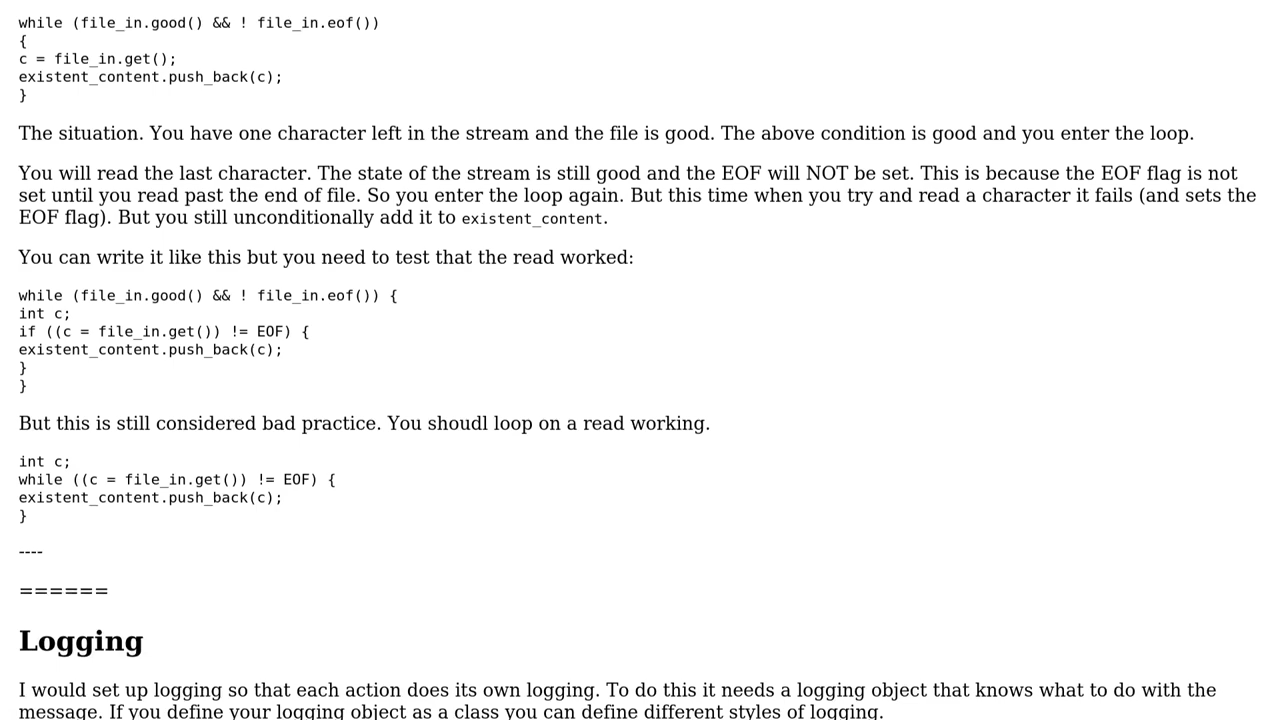 while (file_in.good() && ! file_in.eof())
{
c = file_in.get();
existent_content.push_back(c);
}
The situation. You have one character left in the stream and the file is good. The above condition is good and you enter the loop.
You will read the last character. The state of the stream is still good and the EOF will NOT be set. This is because the EOF flag is not
set until you read past the end of file. So you enter the loop again. But this time when you try and read a character it fails (and sets the
EOF flag). But you still unconditionally add it to existent_content.
You can write it like this but you need to test that the read worked:
while (file_in.good() && ! file_in.eof()) {
int c;
if ((c = file_in.get()) != EOF) {
existent_content.push_back(c);
}
}
But this is still considered bad practice. You shoudl loop on a read working.
int c;
while ((c = file_in.get()) != EOF) {
existent_content.push_back(c);
}
----
======
Logging
I would set up logging so that each action does its own logging. To do this it needs a logging object that knows what to do with the
message. If you define your logging object as a class you can define different styles of logging.